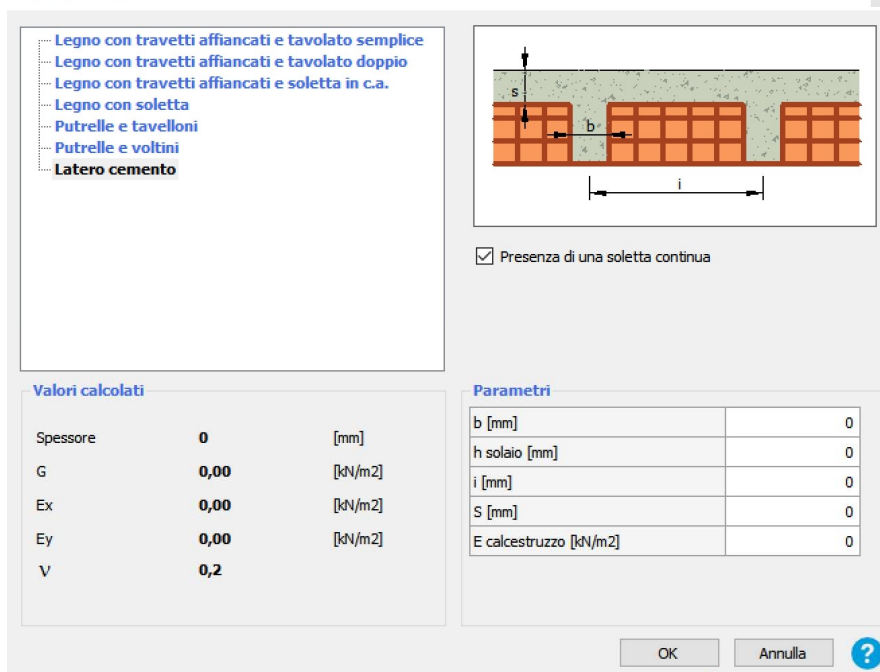 Legno con travetti affiancati e tavolato semplice
Legno con travetti affiancati e tavolato doppio
Legno con travetti affiancati e soletta in c.a.
Legno con soletta
Putrelle e tavelloni
Putrelle e voltini
Latero cemento
s
b
i
Presenza di una soletta continua
Valori calcolati
Spessore 0 [mm]
G 0,00 [kN/m2]
Ex 0,00 [kN/m2]
Ey 0,00 [kN/m2]
ν 0,2
Parametri
b [mm] 0
h solaio [mm] 0
i [mm] 0
S [mm] 0
E calcestruzzo [kN/m2] 0
OK Annulla ?